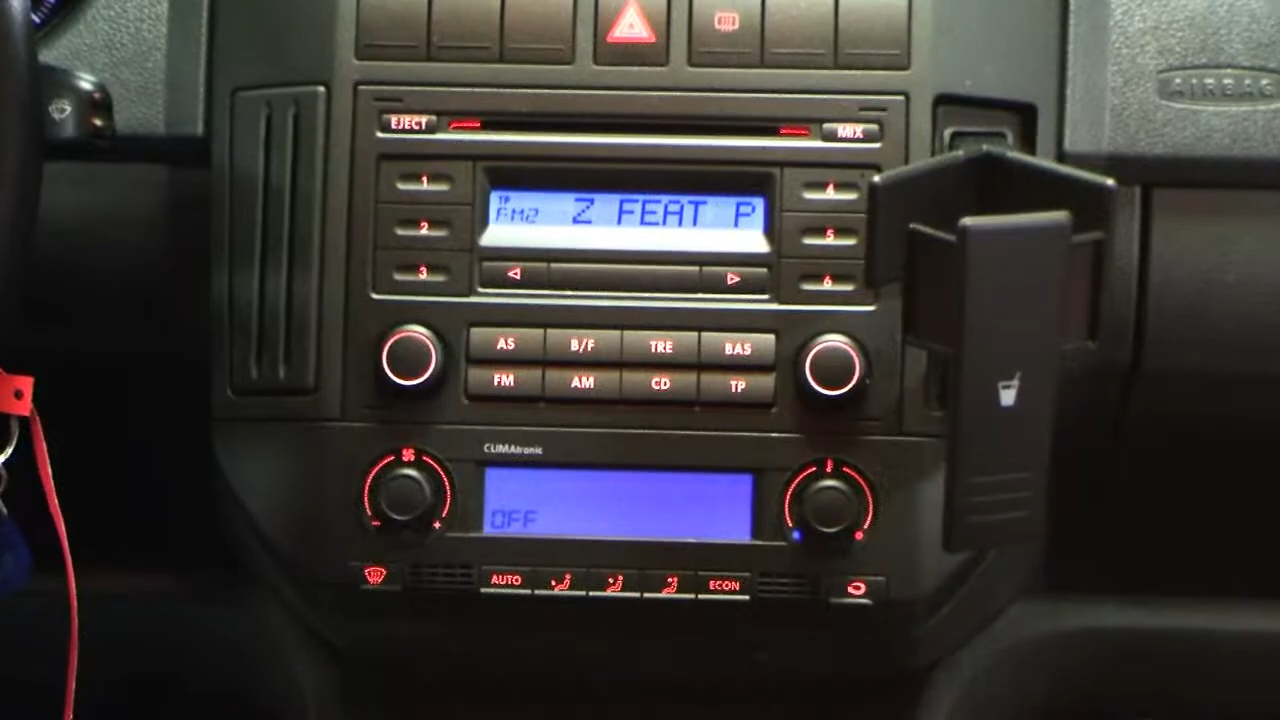 AIRBAG
EJECT
MIX
1
4
TP
FM2 Z FEAT P
2
5
3
6
AS B/F TRE BAS
FM AM CD TP
CLIMAtronic
- +
OFF
AUTO ECON